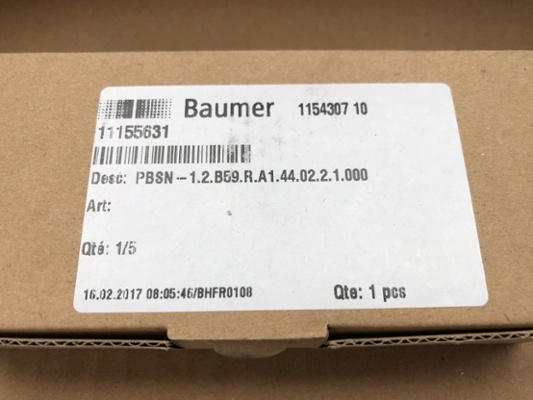 Baumer 1154307 10
11155631
Desc: PBSN-1.2.B59.R.A1.44.02.2.1.000
Art:
Qté: 1/5
16.02.2017 08:05:46/BHFR0108 Qte: 1 pcs